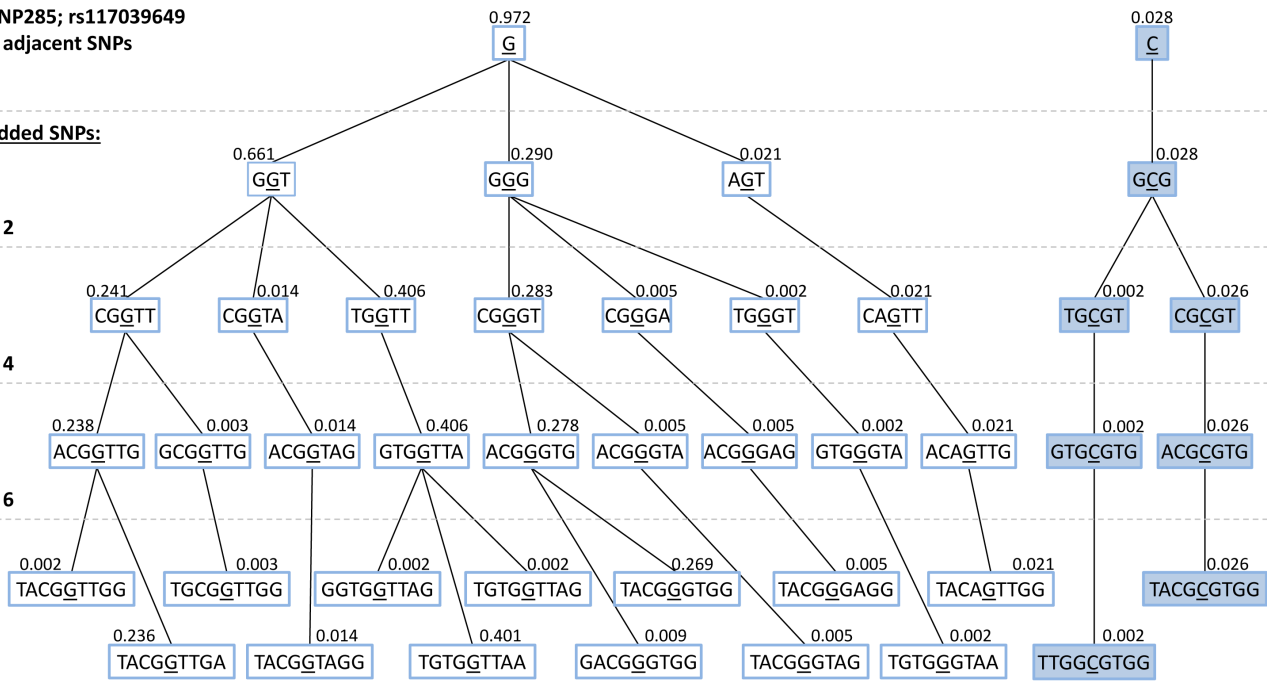 NP285; rs117039649
adjacent SNPs
0.972
0.028
G
C
dded SNPs:
0.661
0.290
0.021
0.028
GGT
GGG
AGT
GCG
2
0.241
0.014
0.406
0.283
0.005
0.002
0.021
0.002
0.026
CGGTT
CGGTA
TGGTT
CGGGT
CGGGA
TGGGT
CAGTT
TGCGT
CGCGT
4
0.238
0.003
0.014
0.406
0.278
0.005
0.005
0.002
0.021
0.002
0.026
ACGGTTG
GCGGTTG
ACGGTAG
GTGGTTA
ACGGGTG
ACGGGTA
ACGGGAG
GTGGGTA
ACAGTTG
GTGCGTG
ACGCGTG
6
0.002
0.003
0.002
0.002
0.269
0.005
0.021
0.026
TACGGTTGG
TGCGGTTGG
GGTGGTTAG
TGTGGTTAG
TACGGGTGG
TACGGGAGG
TACAGTTGG
TACGCGTGG
0.236
0.014
0.401
0.009
0.005
0.002
0.002
TACGGTTGA
TACGGTAGG
TGTGGTTAA
GACGGGTGG
TACGGGTAG
TGTGGGTAA
TTGGCGTGG